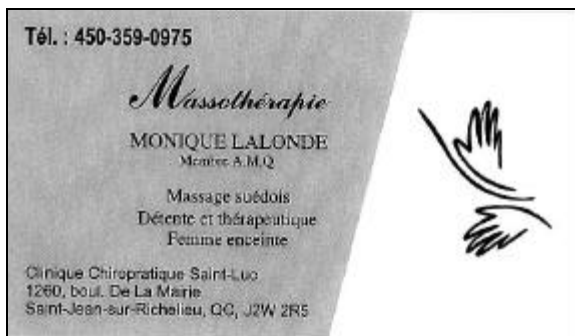 Tél. : 450-359-0975
Massothérapie
MONIQUE LALONDE
Membre A.M.Q
Massage suédois
Détente et thérapeutique
Femme enceinte
Clinique Chiropratique Saint-Luc
1260, boul. De La Mairie
Saint-Jean-sur-Richelieu, QC, J2W 2R5